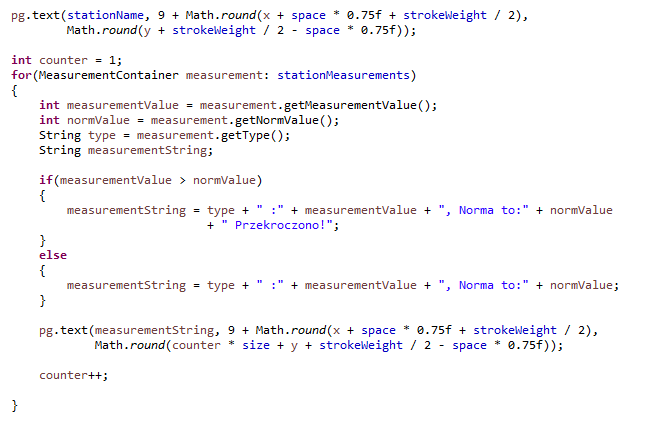 pg.text(stationName, 9 + Math.round(x + space * 0.75f + strokeWeight / 2),
        Math.round(y + strokeWeight / 2 - space * 0.75f));

int counter = 1;
for(MeasurementContainer measurement: stationMeasurements)
{
    int measurementValue = measurement.getMeasurementValue();
    int normValue = measurement.getNormValue();
    String type = measurement.getType();
    String measurementString;

    if(measurementValue > normValue)
    {
        measurementString = type + " :" + measurementValue + ", Norma to:" + normValue
                            + " Przekroczono!";
    }
    else
    {
        measurementString = type + " :" + measurementValue + ", Norma to:" + normValue;
    }

    pg.text(measurementString, 9 + Math.round(x + space * 0.75f + strokeWeight / 2),
            Math.round(counter * size + y + strokeWeight / 2 - space * 0.75f));

    counter++;

}